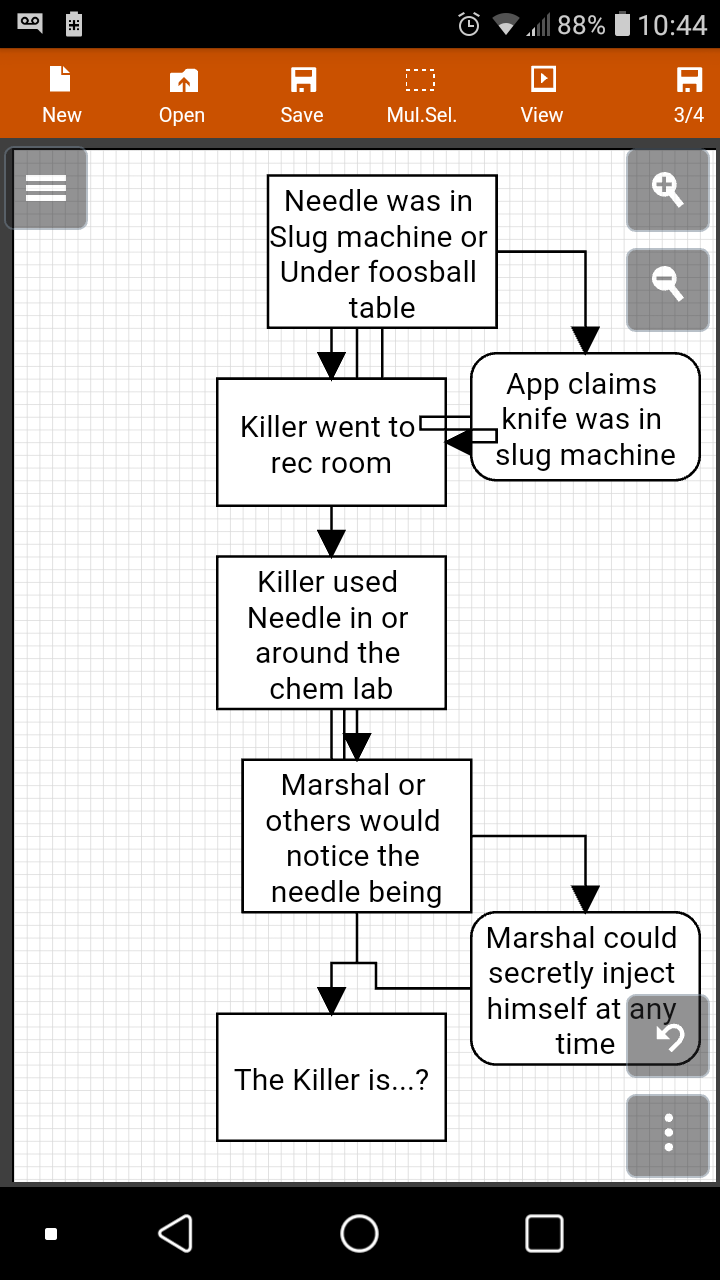 88% 10:44
New Open Save Mul.Sel. View 3/4
Needle was in
Slug machine or
Under foosball
table
App claims
knife was in
slug machine
Killer went to
rec room
Killer used
Needle in or
around the
chem lab
Marshal or
others would
notice the
needle being
Marshal could
secretly inject
himself at any
time
The Killer is...?